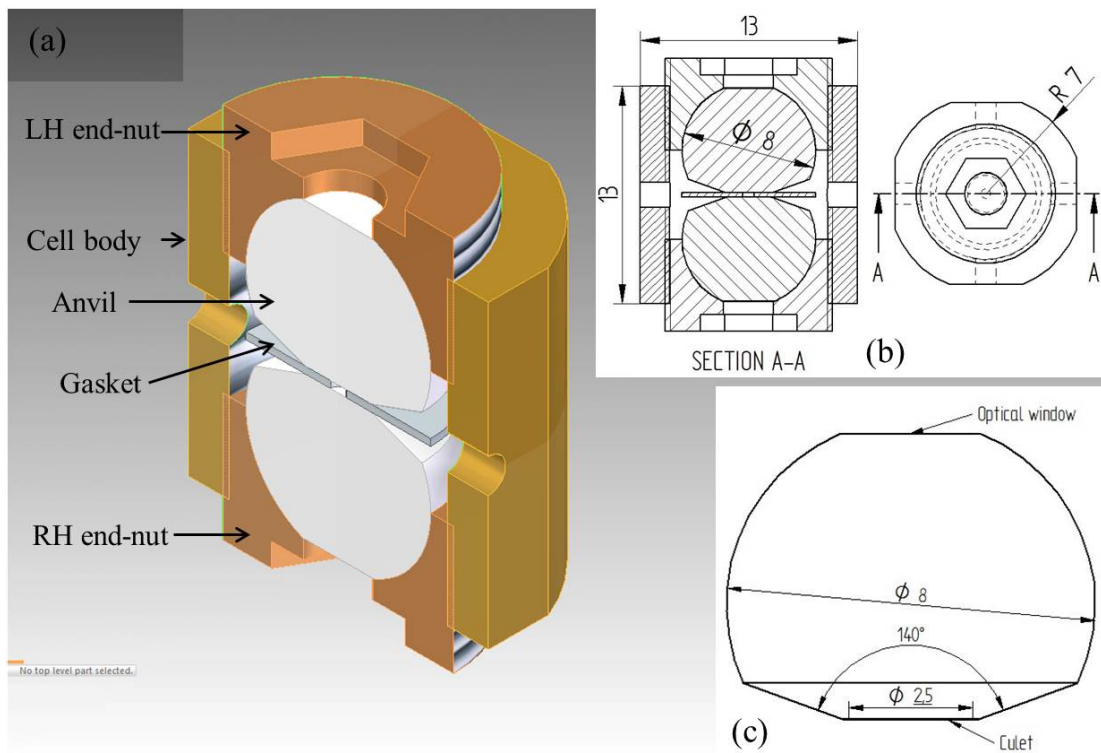 (a)
LH end-nut
Cell body
Anvil
Gasket
RH end-nut
No top level part selected.
13
13
ϕ 8
R 7
A
A
SECTION A-A
(b)
Optical window
ϕ 8
140°
ϕ 2,5
Culet
(c)